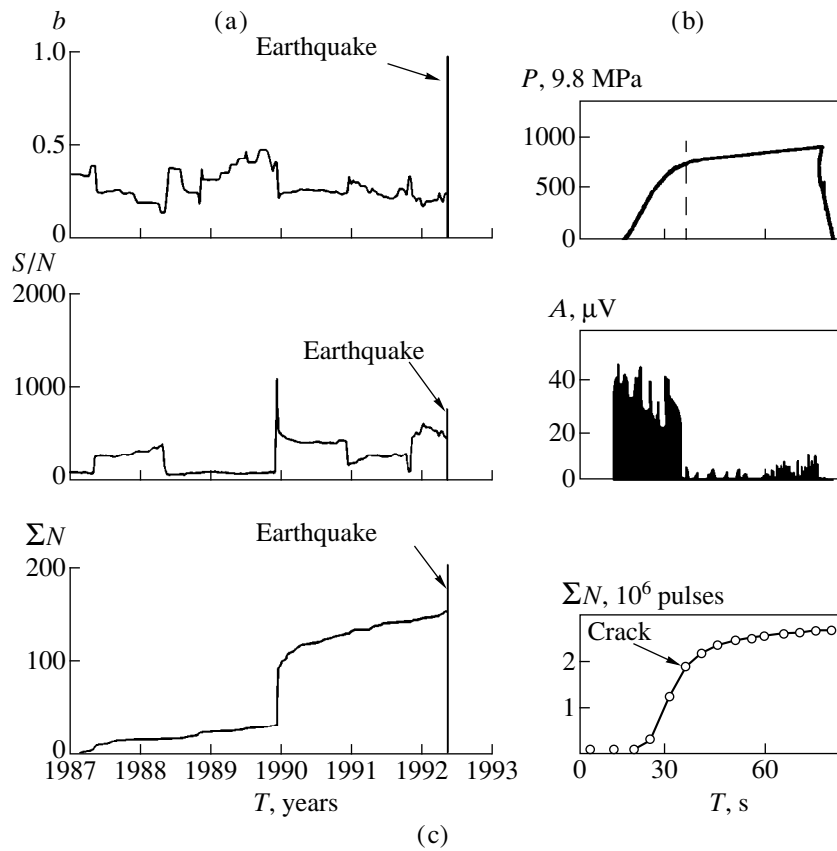 b (a)
Earthquake
1.0
0.5
0
S/N
2000
Earthquake
1000
0
ΣN
Earthquake
200
100
0
1987 1988 1989 1990 1991 1992 1993
T, years
(b)
P, 9.8 MPa
1000
500
0
A, μV
40
20
0
ΣN, 10⁶ pulses
Crack
2
1
0 30 60
T, s
(c)